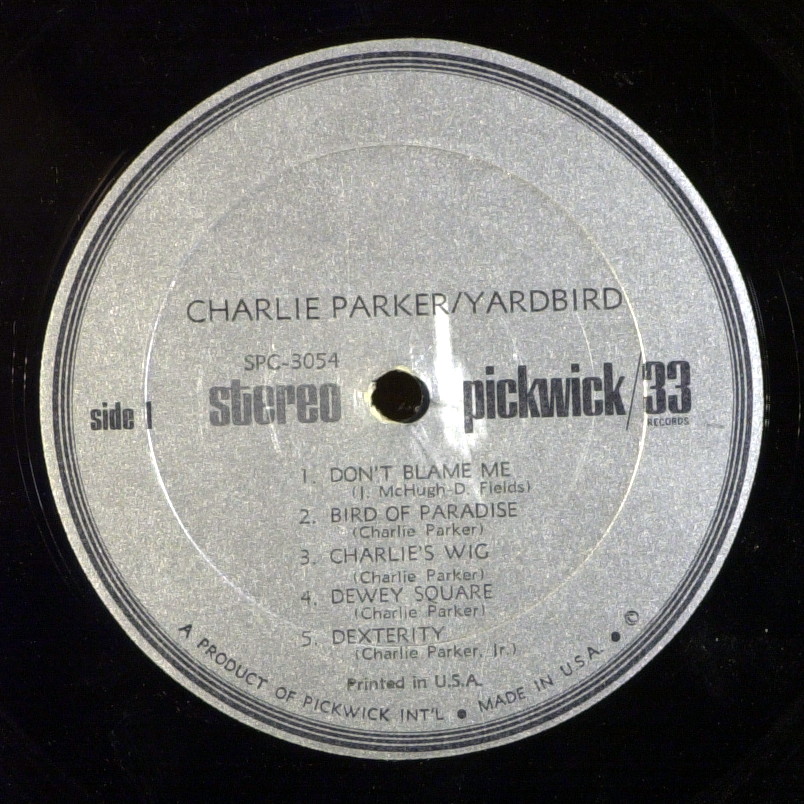 CHARLIE PARKER/YARDBIRD
SPC-3054
side 1 stereo pickwick/33
RECORDS
1. DON'T BLAME ME
(J. McHugh-D. Fields)
2. BIRD OF PARADISE
(Charlie Parker)
3. CHARLIE'S WIG
(Charlie Parker)
4. DEWEY SQUARE
(Charlie Parker)
5. DEXTERITY
(Charlie Parker, Jr.)
Printed in U.S.A.
A PRODUCT OF PICKWICK INT'L ● MADE IN U.S.A. ● ©